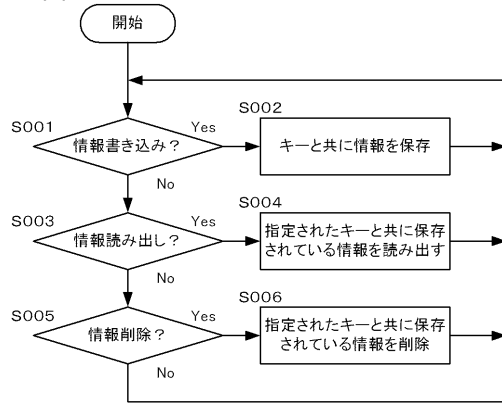 開始
S001
情報書き込み？
Yes
No
S002
キーと共に情報を保存
S003
情報読み出し？
Yes
No
S004
指定されたキーと共に保存
されている情報を読み出す
S005
情報削除？
Yes
No
S006
指定されたキーと共に保存
されている情報を削除